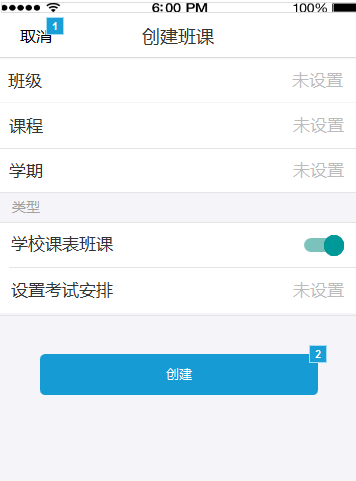 6:00 PM 100%
取消 1 创建班课
班级 未设置
课程 未设置
学期 未设置
类型
学校课表班课
设置考试安排 未设置
2
创建